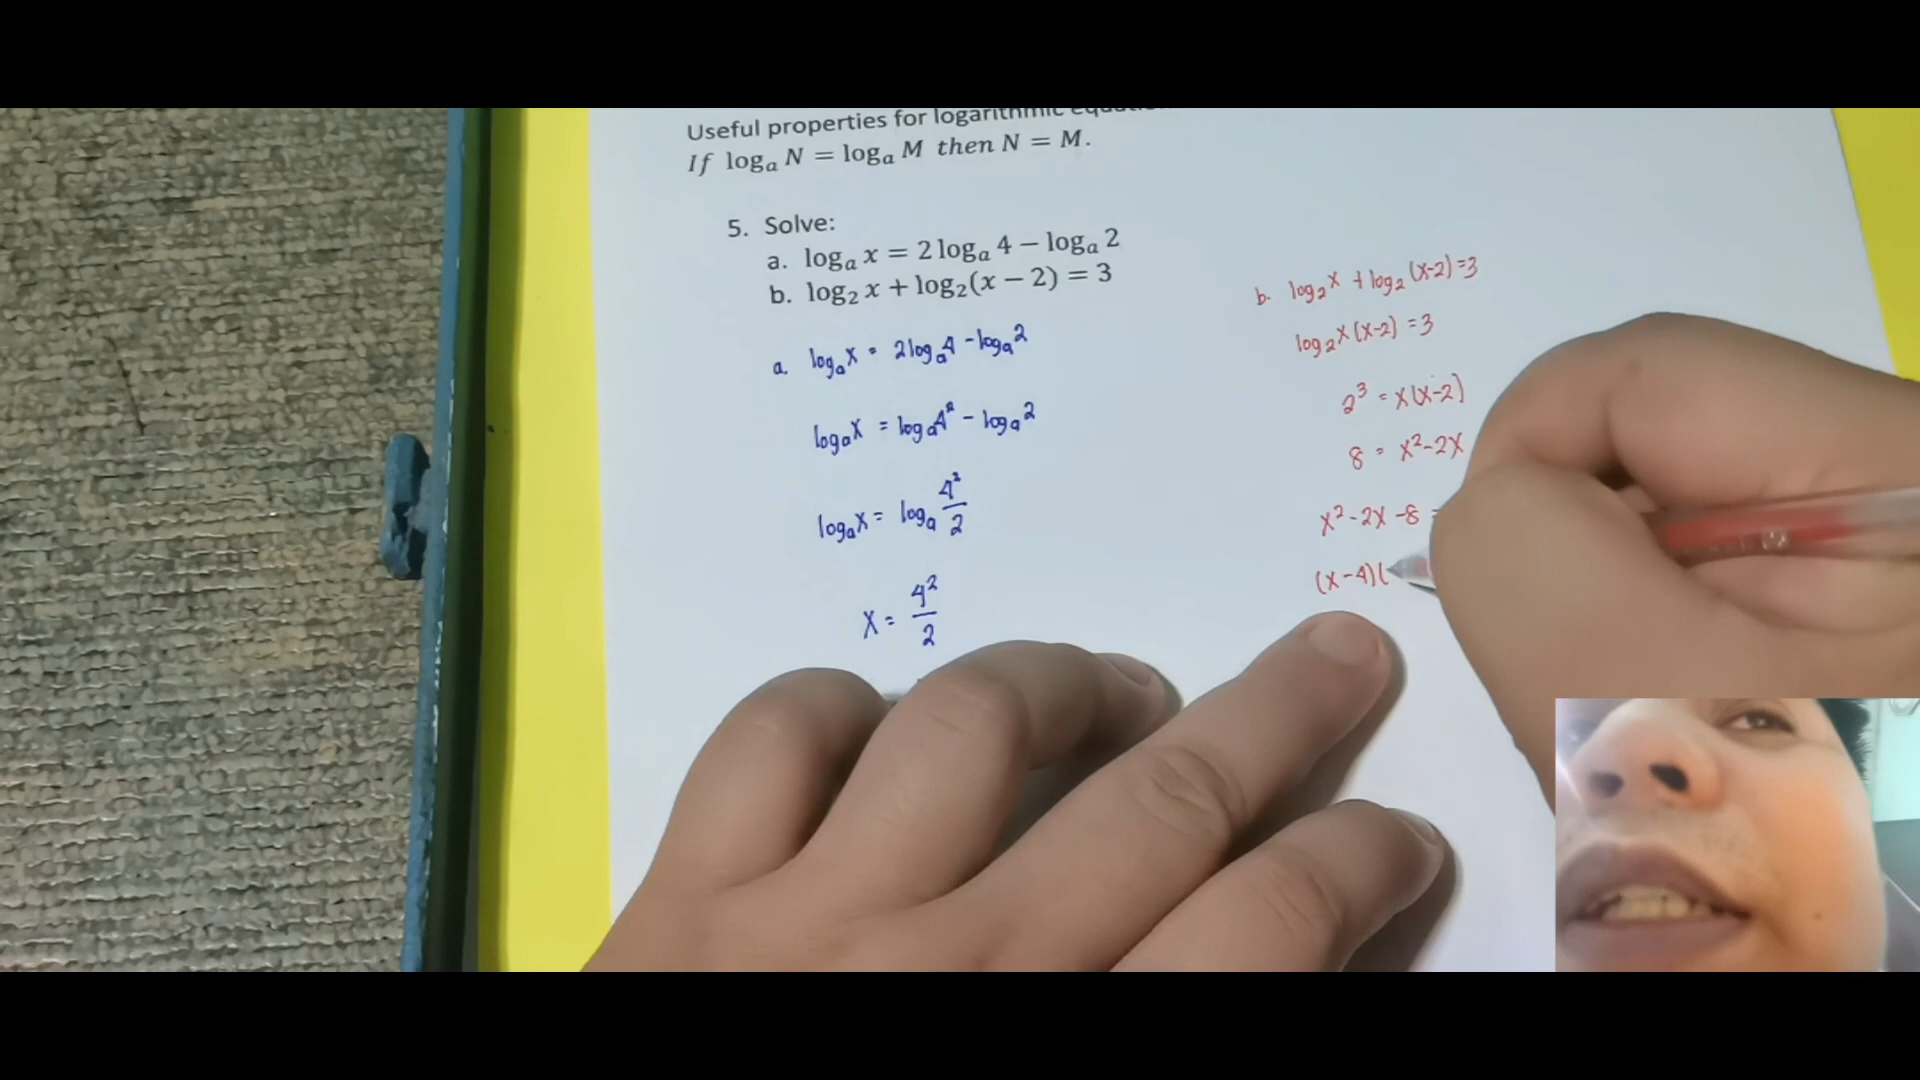 Useful properties for logarithmic equation
If logₐ N = logₐ M then N = M.
5. Solve:
a. logₐ x = 2 logₐ 4 − logₐ 2
b. log₂ x + log₂(x − 2) = 3
a. logₐX = 2logₐ4 - logₐ2
logₐX = logₐ4² - logₐ2
logₐX = logₐ 4²/2
X = 4²/2
b. log₂X + log₂(X-2)=3
log₂X(X-2) =3
2³ = X(X-2)
8 = X²-2X
X²-2X-8 =
(X-4)(